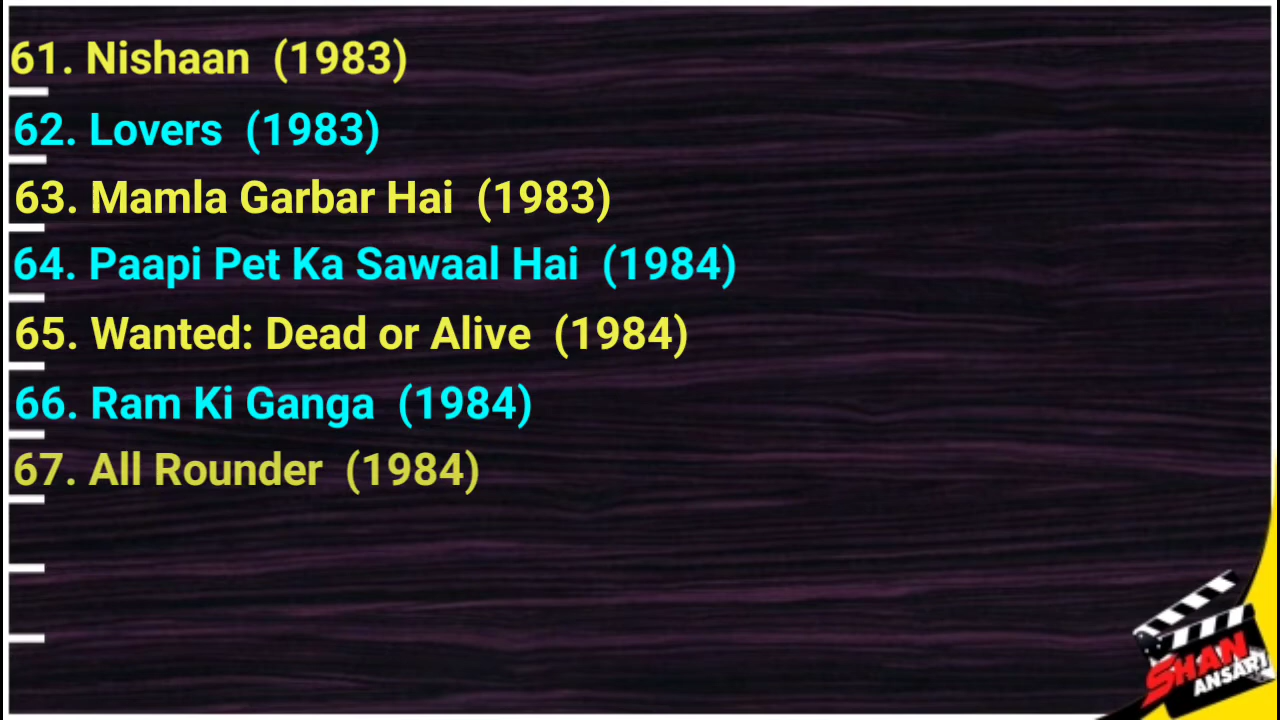 61. Nishaan (1983)
62. Lovers (1983)
63. Mamla Garbar Hai (1983)
64. Paapi Pet Ka Sawaal Hai (1984)
65. Wanted: Dead or Alive (1984)
66. Ram Ki Ganga (1984)
67. All Rounder (1984)
SHAN
ANSARI